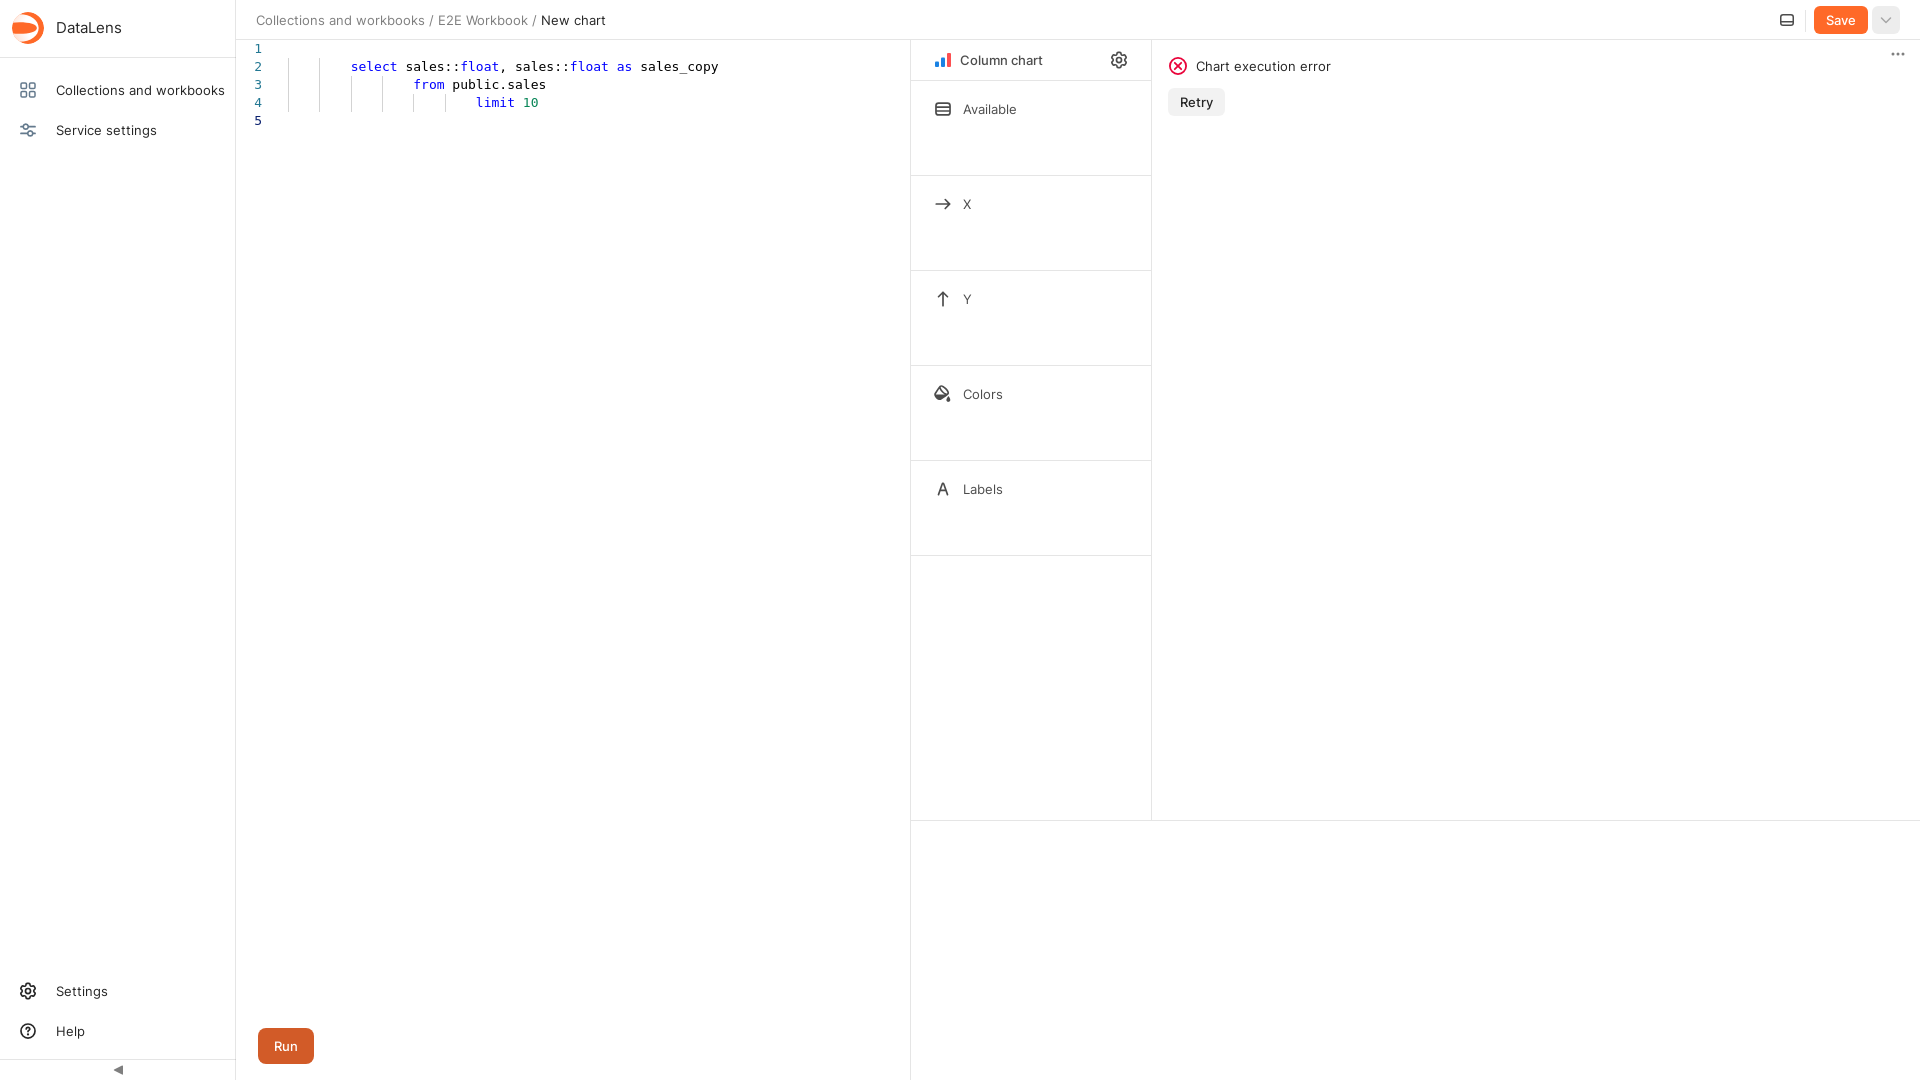 DataLens
Collections and workbooks
Service settings
Settings
Help
Collections and workbooks / E2E Workbook / New chart
Save
1
2 select sales::float, sales::float as sales_copy
3 from public.sales
4 limit 10
5
Run
Column chart
Available
X
Y
Colors
Labels
Chart execution error
Retry